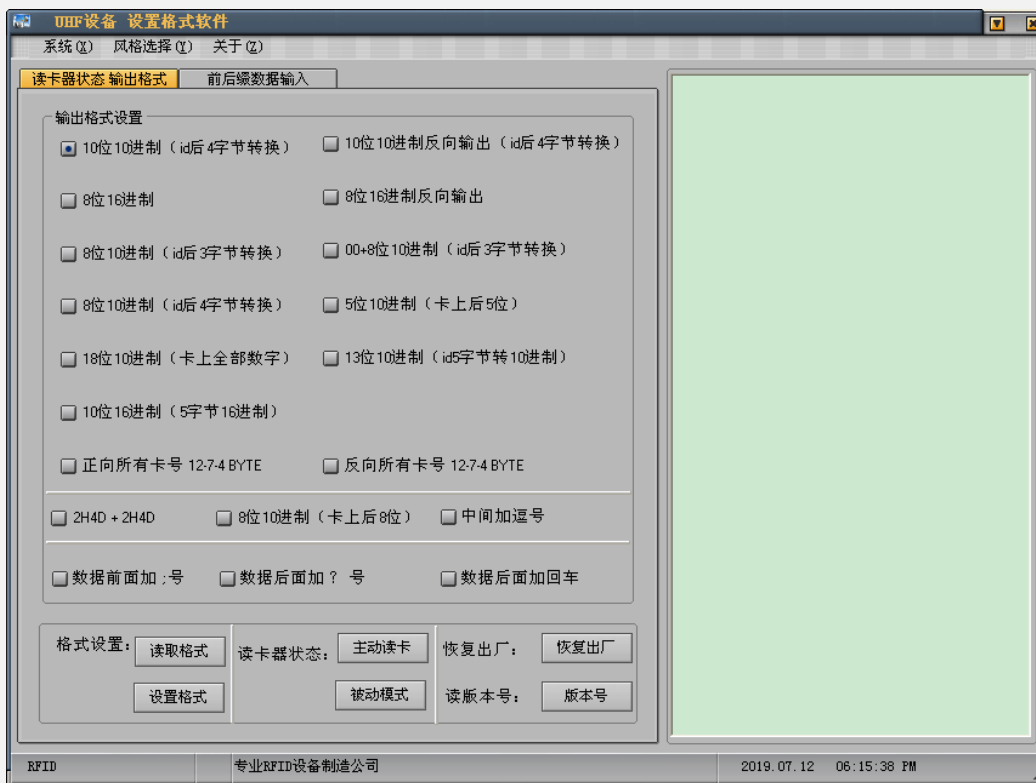 UHF设备 设置格式软件
系统(X) 风格选择(Y) 关于(Z)
读卡器状态 输出格式 前后缀数据输入
输出格式设置
10位10进制（id后4字节转换） 10位10进制反向输出（id后4字节转换）
8位16进制 8位16进制反向输出
8位10进制（id后3字节转换） 00+8位10进制（id后3字节转换）
8位10进制（id后4字节转换） 5位10进制（卡上后5位）
18位10进制（卡上全部数字） 13位10进制（id5字节转10进制）
10位16进制（5字节16进制）
正向所有卡号 12-7-4 BYTE 反向所有卡号 12-7-4 BYTE
2H4D + 2H4D 8位10进制（卡上后8位） 中间加逗号
数据前面加 ;号 数据后面加？ 号 数据后面加回车
格式设置: 读取格式 读卡器状态: 主动读卡 恢复出厂: 恢复出厂
设置格式 被动模式 读版本号: 版本号
RFID 专业RFID设备制造公司 2019.07.12 06:15:38 PM